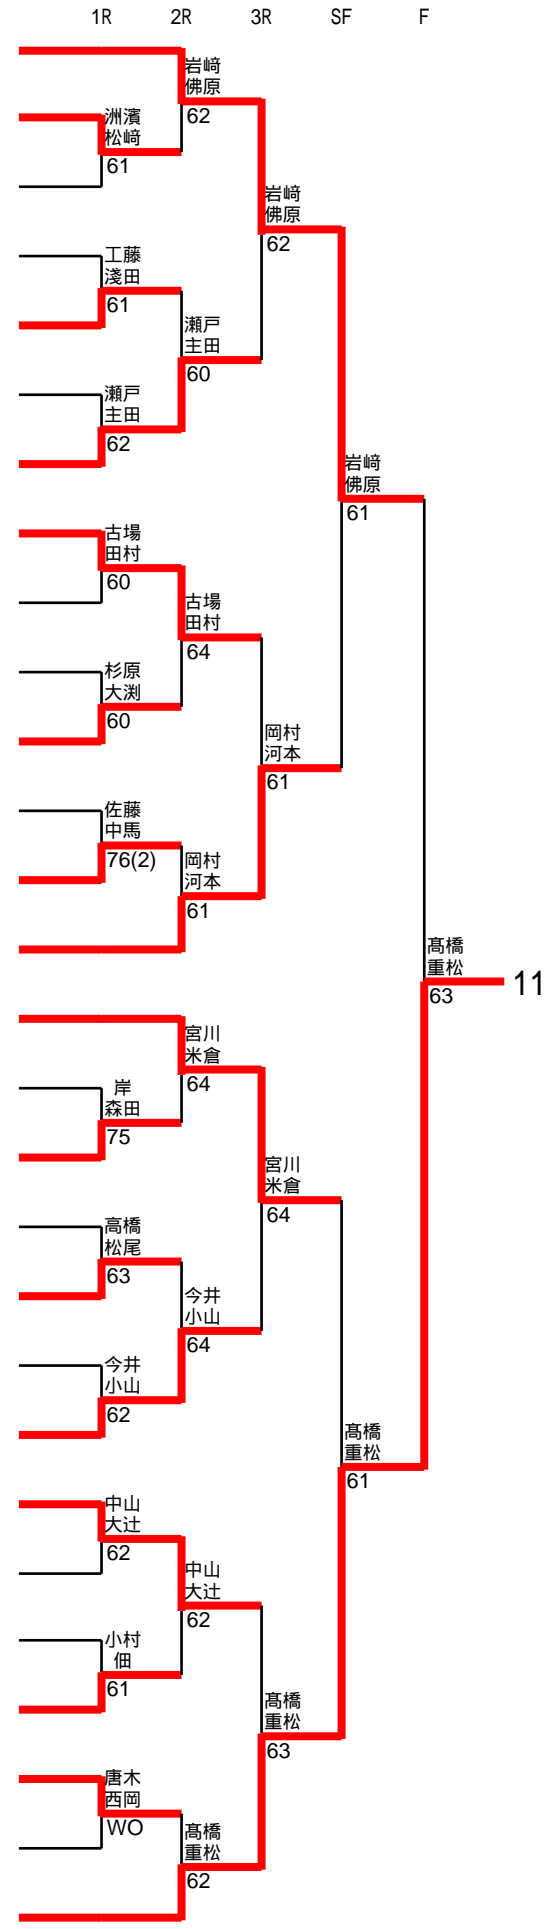 1R 2R 3R SF F
岩﨑
佛原
62
洲濱
松﨑
61
岩﨑
佛原
62
工藤
淺田
61
瀬戸
主田
60
瀬戸
主田
62
岩﨑
佛原
61
古場
田村
60
古場
田村
64
杉原
大渕
60
岡村
河本
61
佐藤
中馬
76(2)
岡村
河本
61
髙橋
重松
63
11
宮川
米倉
64
岸
森田
75
宮川
米倉
64
高橋
松尾
63
今井
小山
64
今井
小山
62
髙橋
重松
61
中山
大辻
62
中山
大辻
62
小村
佃
61
髙橋
重松
63
唐木
西岡
WO
髙橋
重松
62